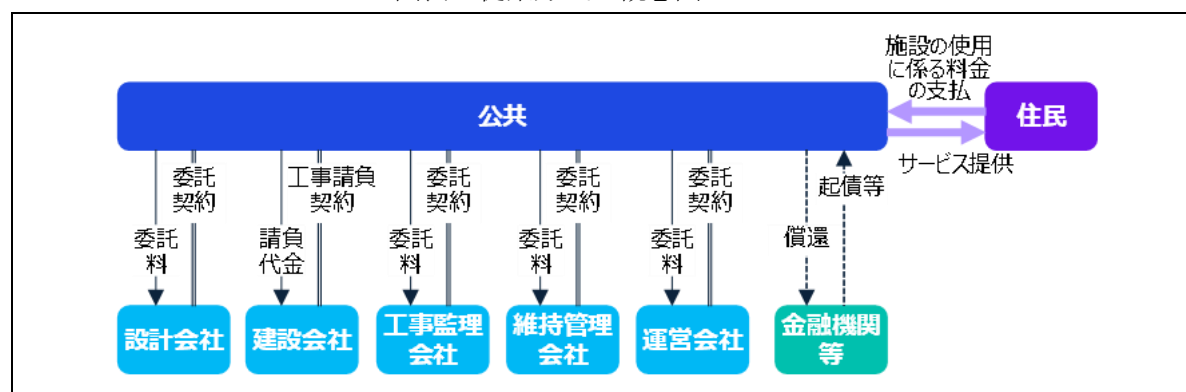 施設の使用
に係る料金
の支払
公共
住民
サービス提供
委託
契約
工事請負
契約
委託
契約
委託
契約
委託
契約
起債等
委託
料
請負
代金
委託
料
委託
料
委託
料
償還
設計会社
建設会社
工事監理
会社
維持管理
会社
運営会社
金融機関
等